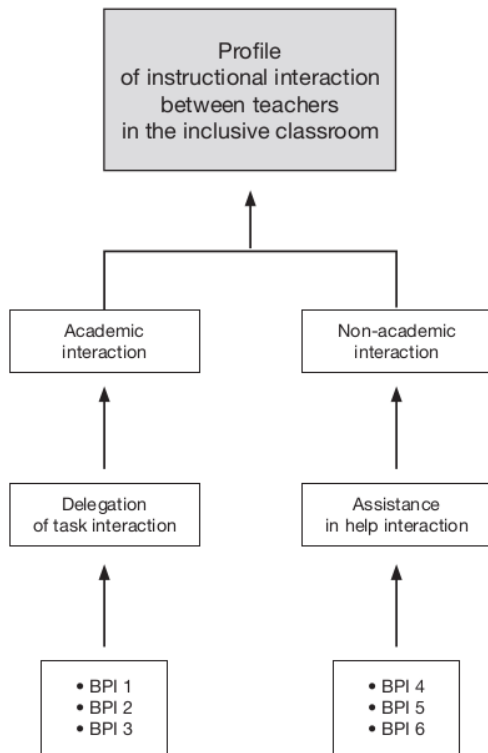 Profile
of instructional interaction
between teachers
in the inclusive classroom
Academic
interaction
Non-academic
interaction
Delegation
of task interaction
Assistance
in help interaction
• BPI 1
• BPI 2
• BPI 3
• BPI 4
• BPI 5
• BPI 6